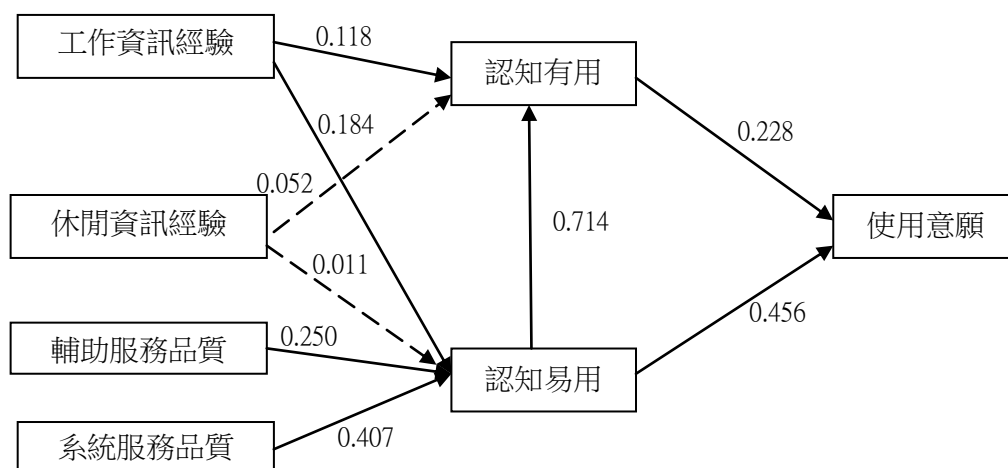 工作資訊經驗
0.118
認知有用
0.184
0.228
0.052
休閒資訊經驗
0.714
使用意願
0.011
0.456
輔助服務品質
0.250
認知易用
系統服務品質
0.407